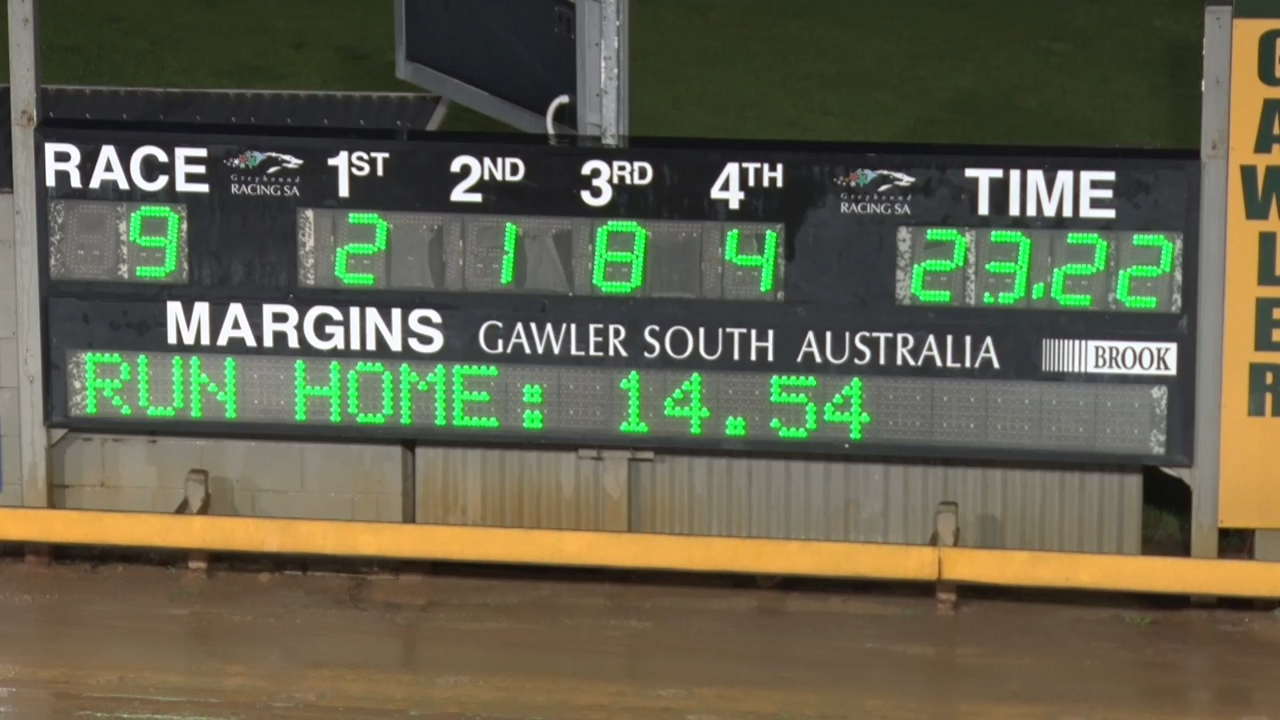 RACE Greyhound RACING SA 1ST 2ND 3RD 4TH Greyhound RACING SA TIME
9 2 1 8 4 23.22
MARGINS GAWLER SOUTH AUSTRALIA BROOK
RUN HOME: 14.54
GAWLER